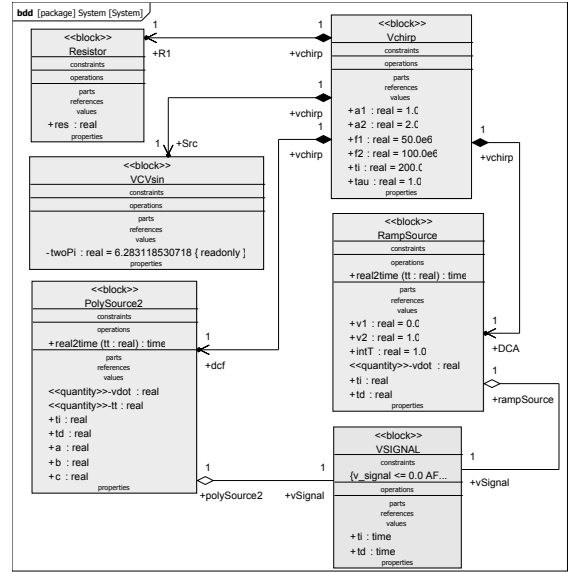 bdd [package] System [System]
<<block>>
Resistor
constraints
operations
parts
references
values
+res : real
properties
1
+R1
1
+vchirp
<<block>>
Vchirp
constraints
operations
parts
references
values
+a1 : real = 1.0
+a2 : real = 2.0
+f1 : real = 50.0e6
+f2 : real = 100.0e6
+ti : real = 200.0
+tau : real = 1.0
properties
1
+vchirp
1
+Src
1
+vchirp
1
+vchirp
<<block>>
VCVsin
constraints
operations
parts
references
values
-twoPi : real = 6.283118530718 { readonly }
properties
<<block>>
RampSource
constraints
operations
+real2time (tt : real) : time
parts
references
values
+v1 : real = 0.0
+v2 : real = 1.0
+intT : real = 1.0
<<quantity>>-vdot : real
+ti : real
+td : real
properties
1
+DCA
1
+rampSource
<<block>>
PolySource2
constraints
operations
+real2time (tt : real) : time
parts
references
values
<<quantity>>-vdot : real
<<quantity>>-tt : real
+ti : real
+td : real
+a : real
+b : real
+c : real
properties
1
+dcf
1
+polySource2
1
+vSignal
<<block>>
VSIGNAL
constraints
{v_signal <= 0.0 AF...
operations
parts
references
values
+ti : time
+td : time
properties
1
+vSignal